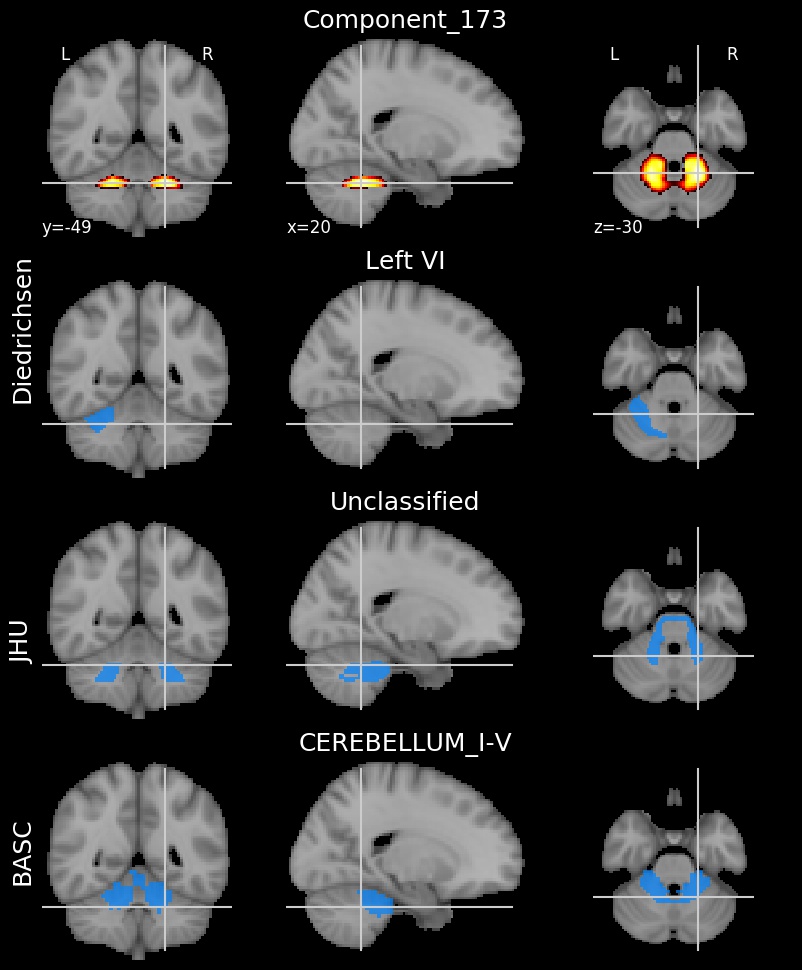 Component_173
L R L R
y=-49 x=20 z=-30
Left VI
Diedrichsen
Unclassified
JHU
CEREBELLUM_I-V
BASC